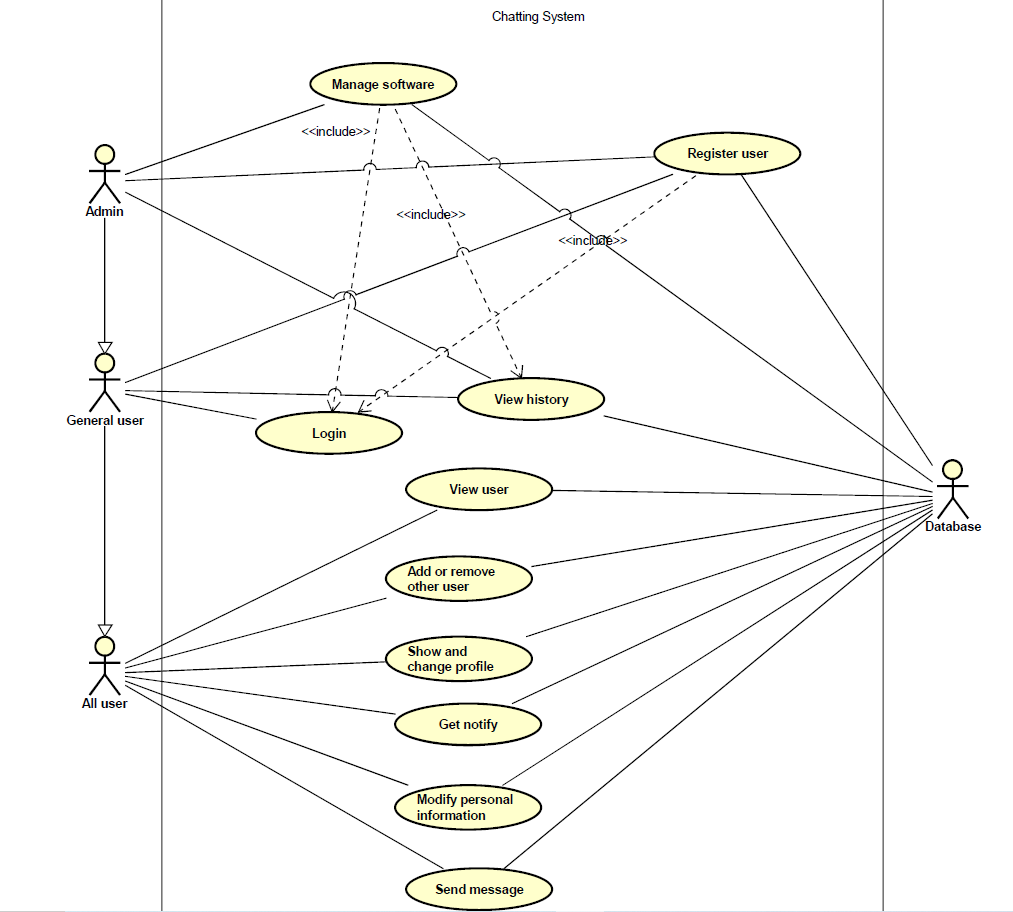 Chatting System
Manage software
<<include>>
Register user
Admin
<<include>>
<<include>>
General user
View history
Login
View user
Database
Add or remove
other user
Show and
change profile
All user
Get notify
Modify personal
information
Send message